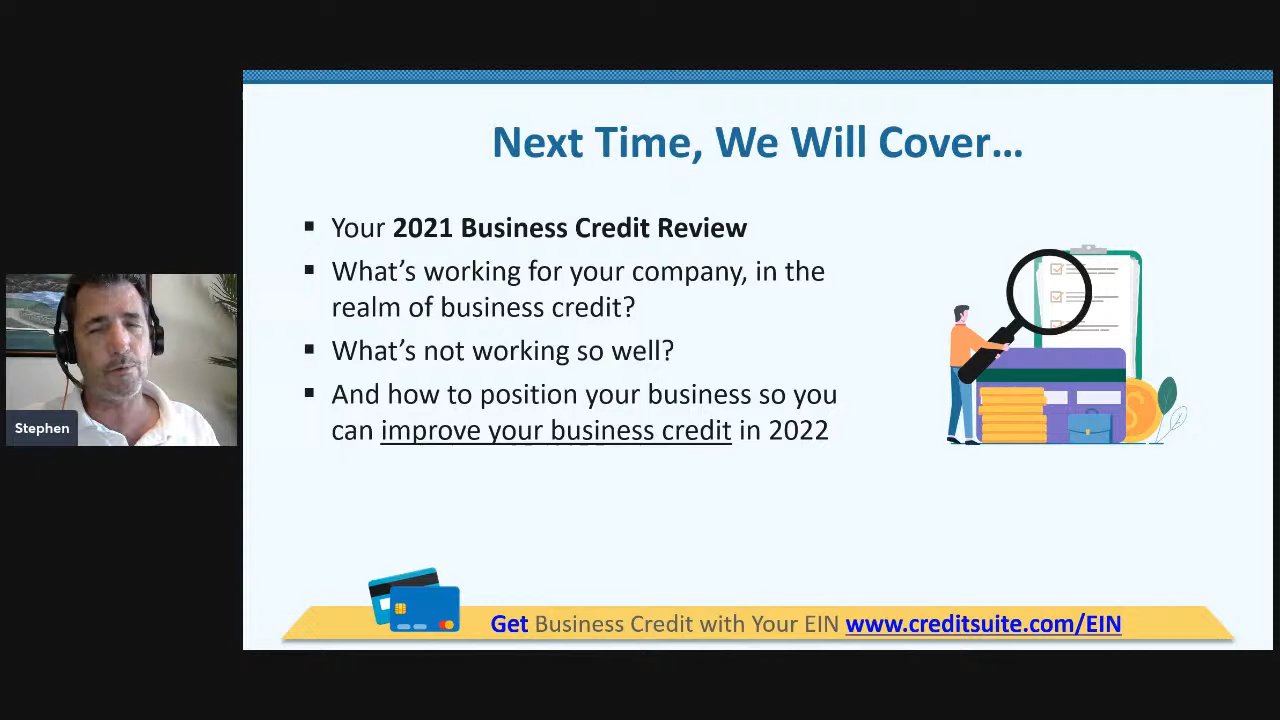 Next Time, We Will Cover…
▪ Your 2021 Business Credit Review
▪ What’s working for your company, in the
realm of business credit?
▪ What’s not working so well?
▪ And how to position your business so you
can improve your business credit in 2022
Stephen
Get Business Credit with Your EIN www.creditsuite.com/EIN